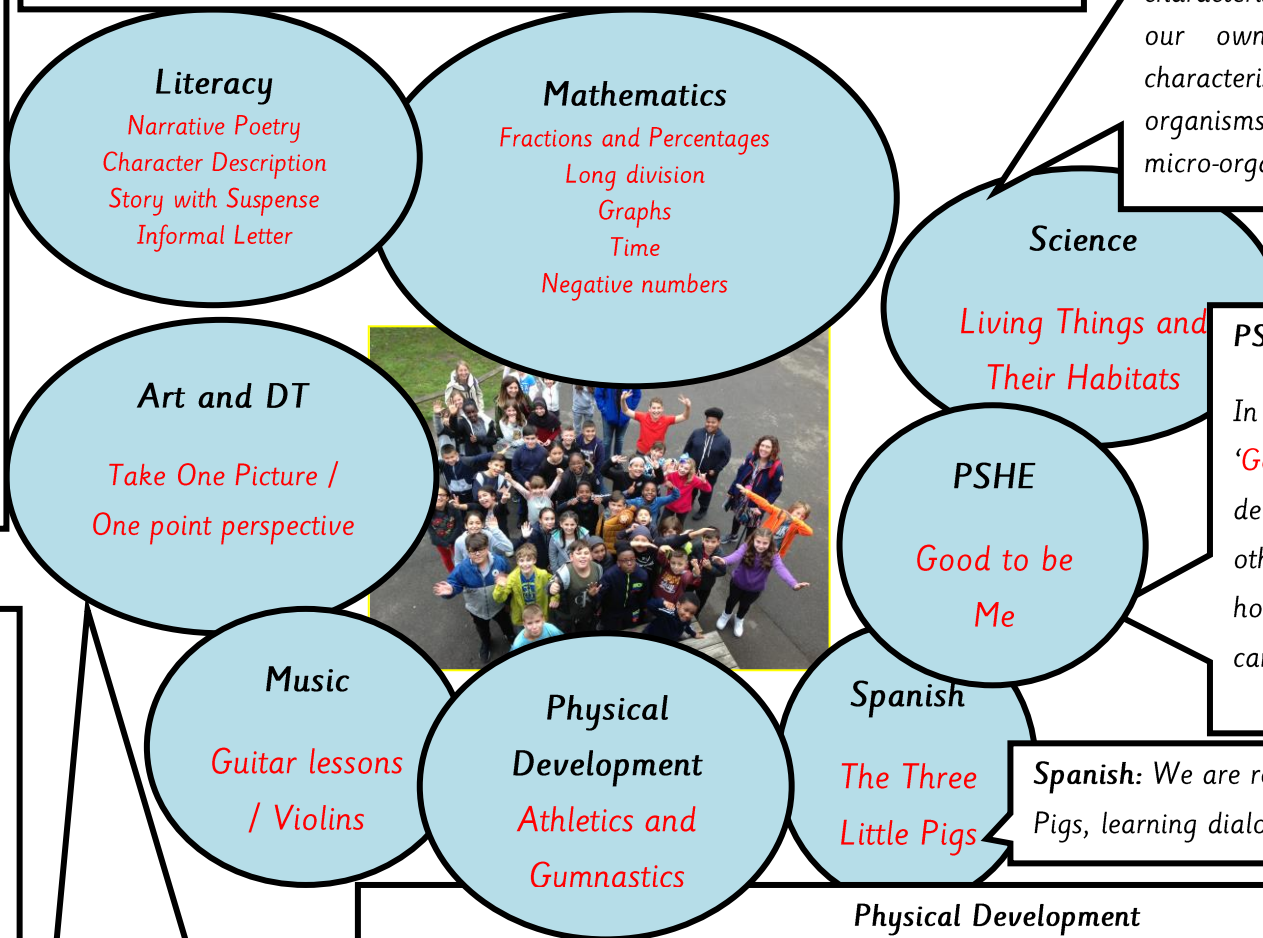 Literacy
Narrative Poetry
Character Description
Story with Suspense
Informal Letter
Mathematics
Fractions and Percentages
Long division
Graphs
Time
Negative numbers
our own
organisms
Science
Living Things and
Their Habitats
Art and DT
Take One Picture /
One point perspective
PSHE
Good to be
Me
In
Music
Guitar lessons
/ Violins
Physical
Development
Athletics and
Gumnastics
Spanish
The Three
Little Pigs
Spanish: We are
Pigs, learning
Physical Development